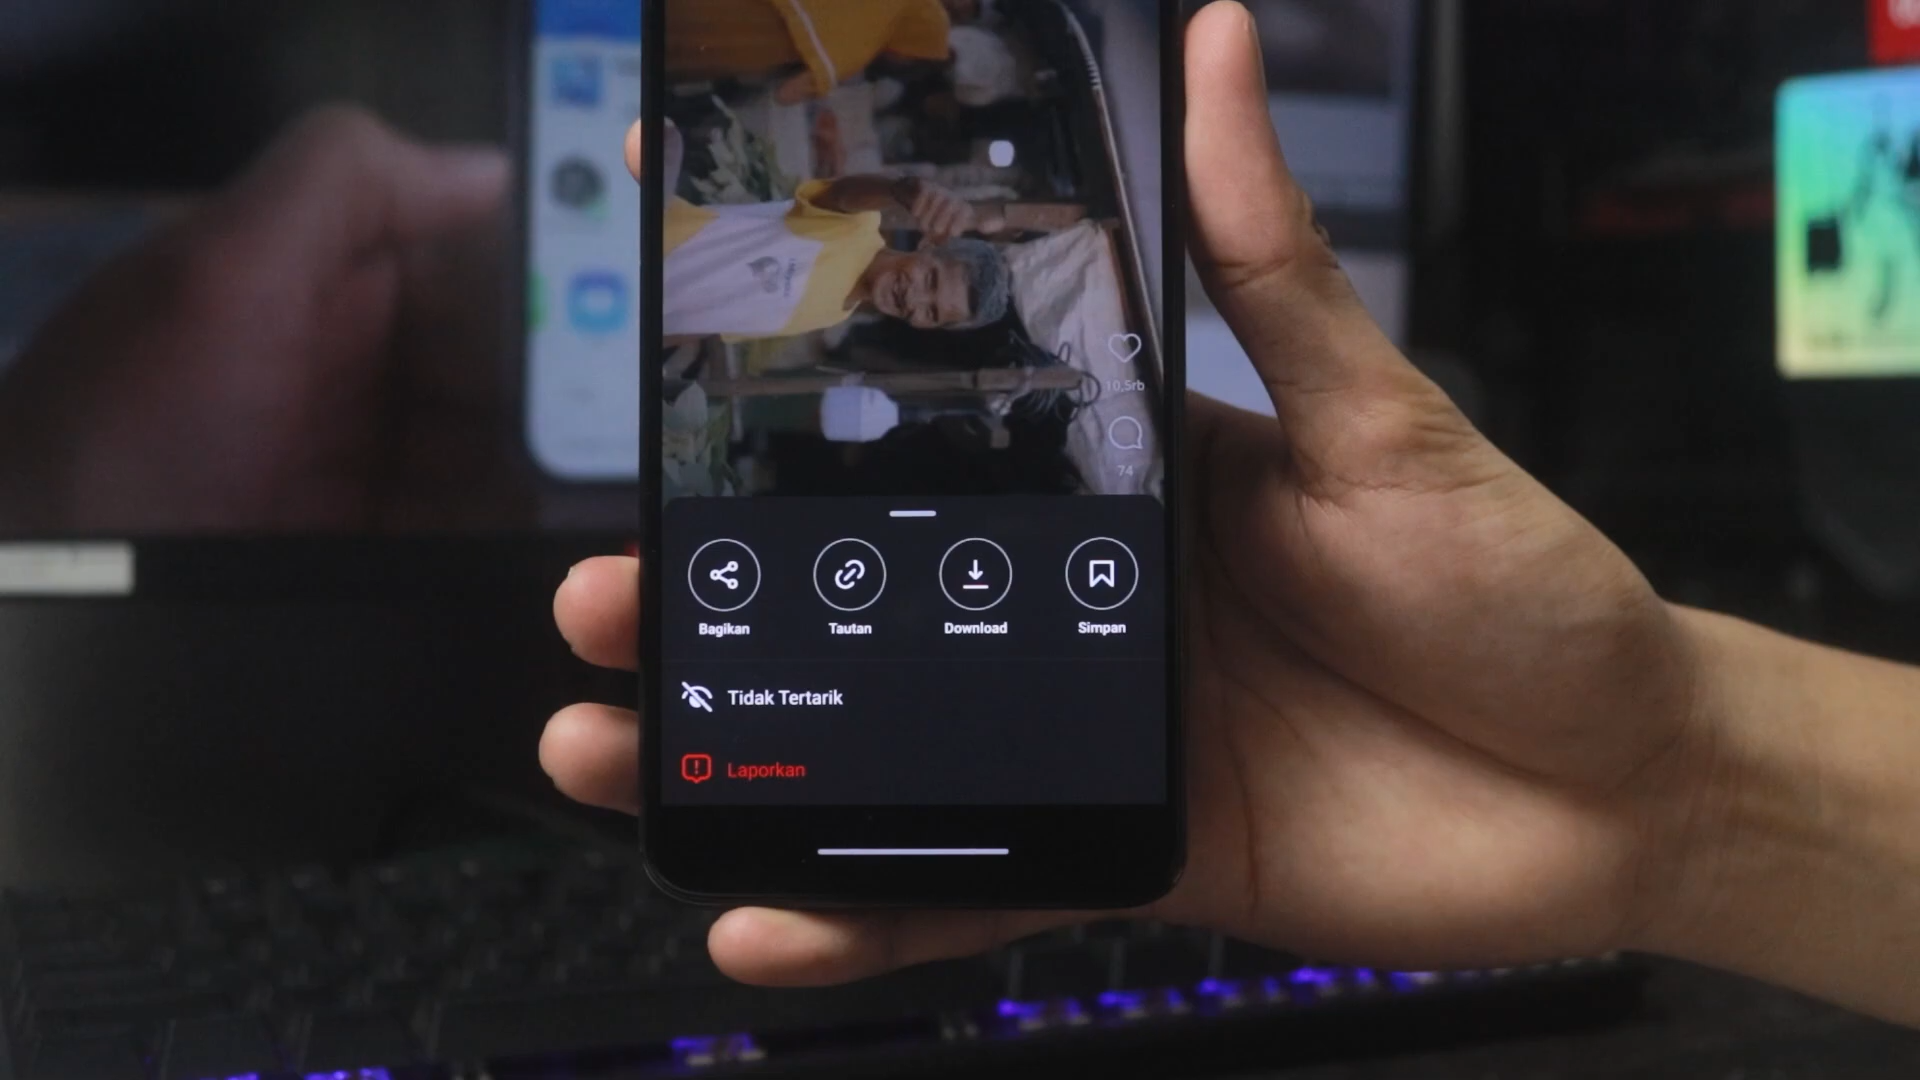 10,5rb
74
Bagikan
Tautan
Download
Simpan
Tidak Tertarik
Laporkan